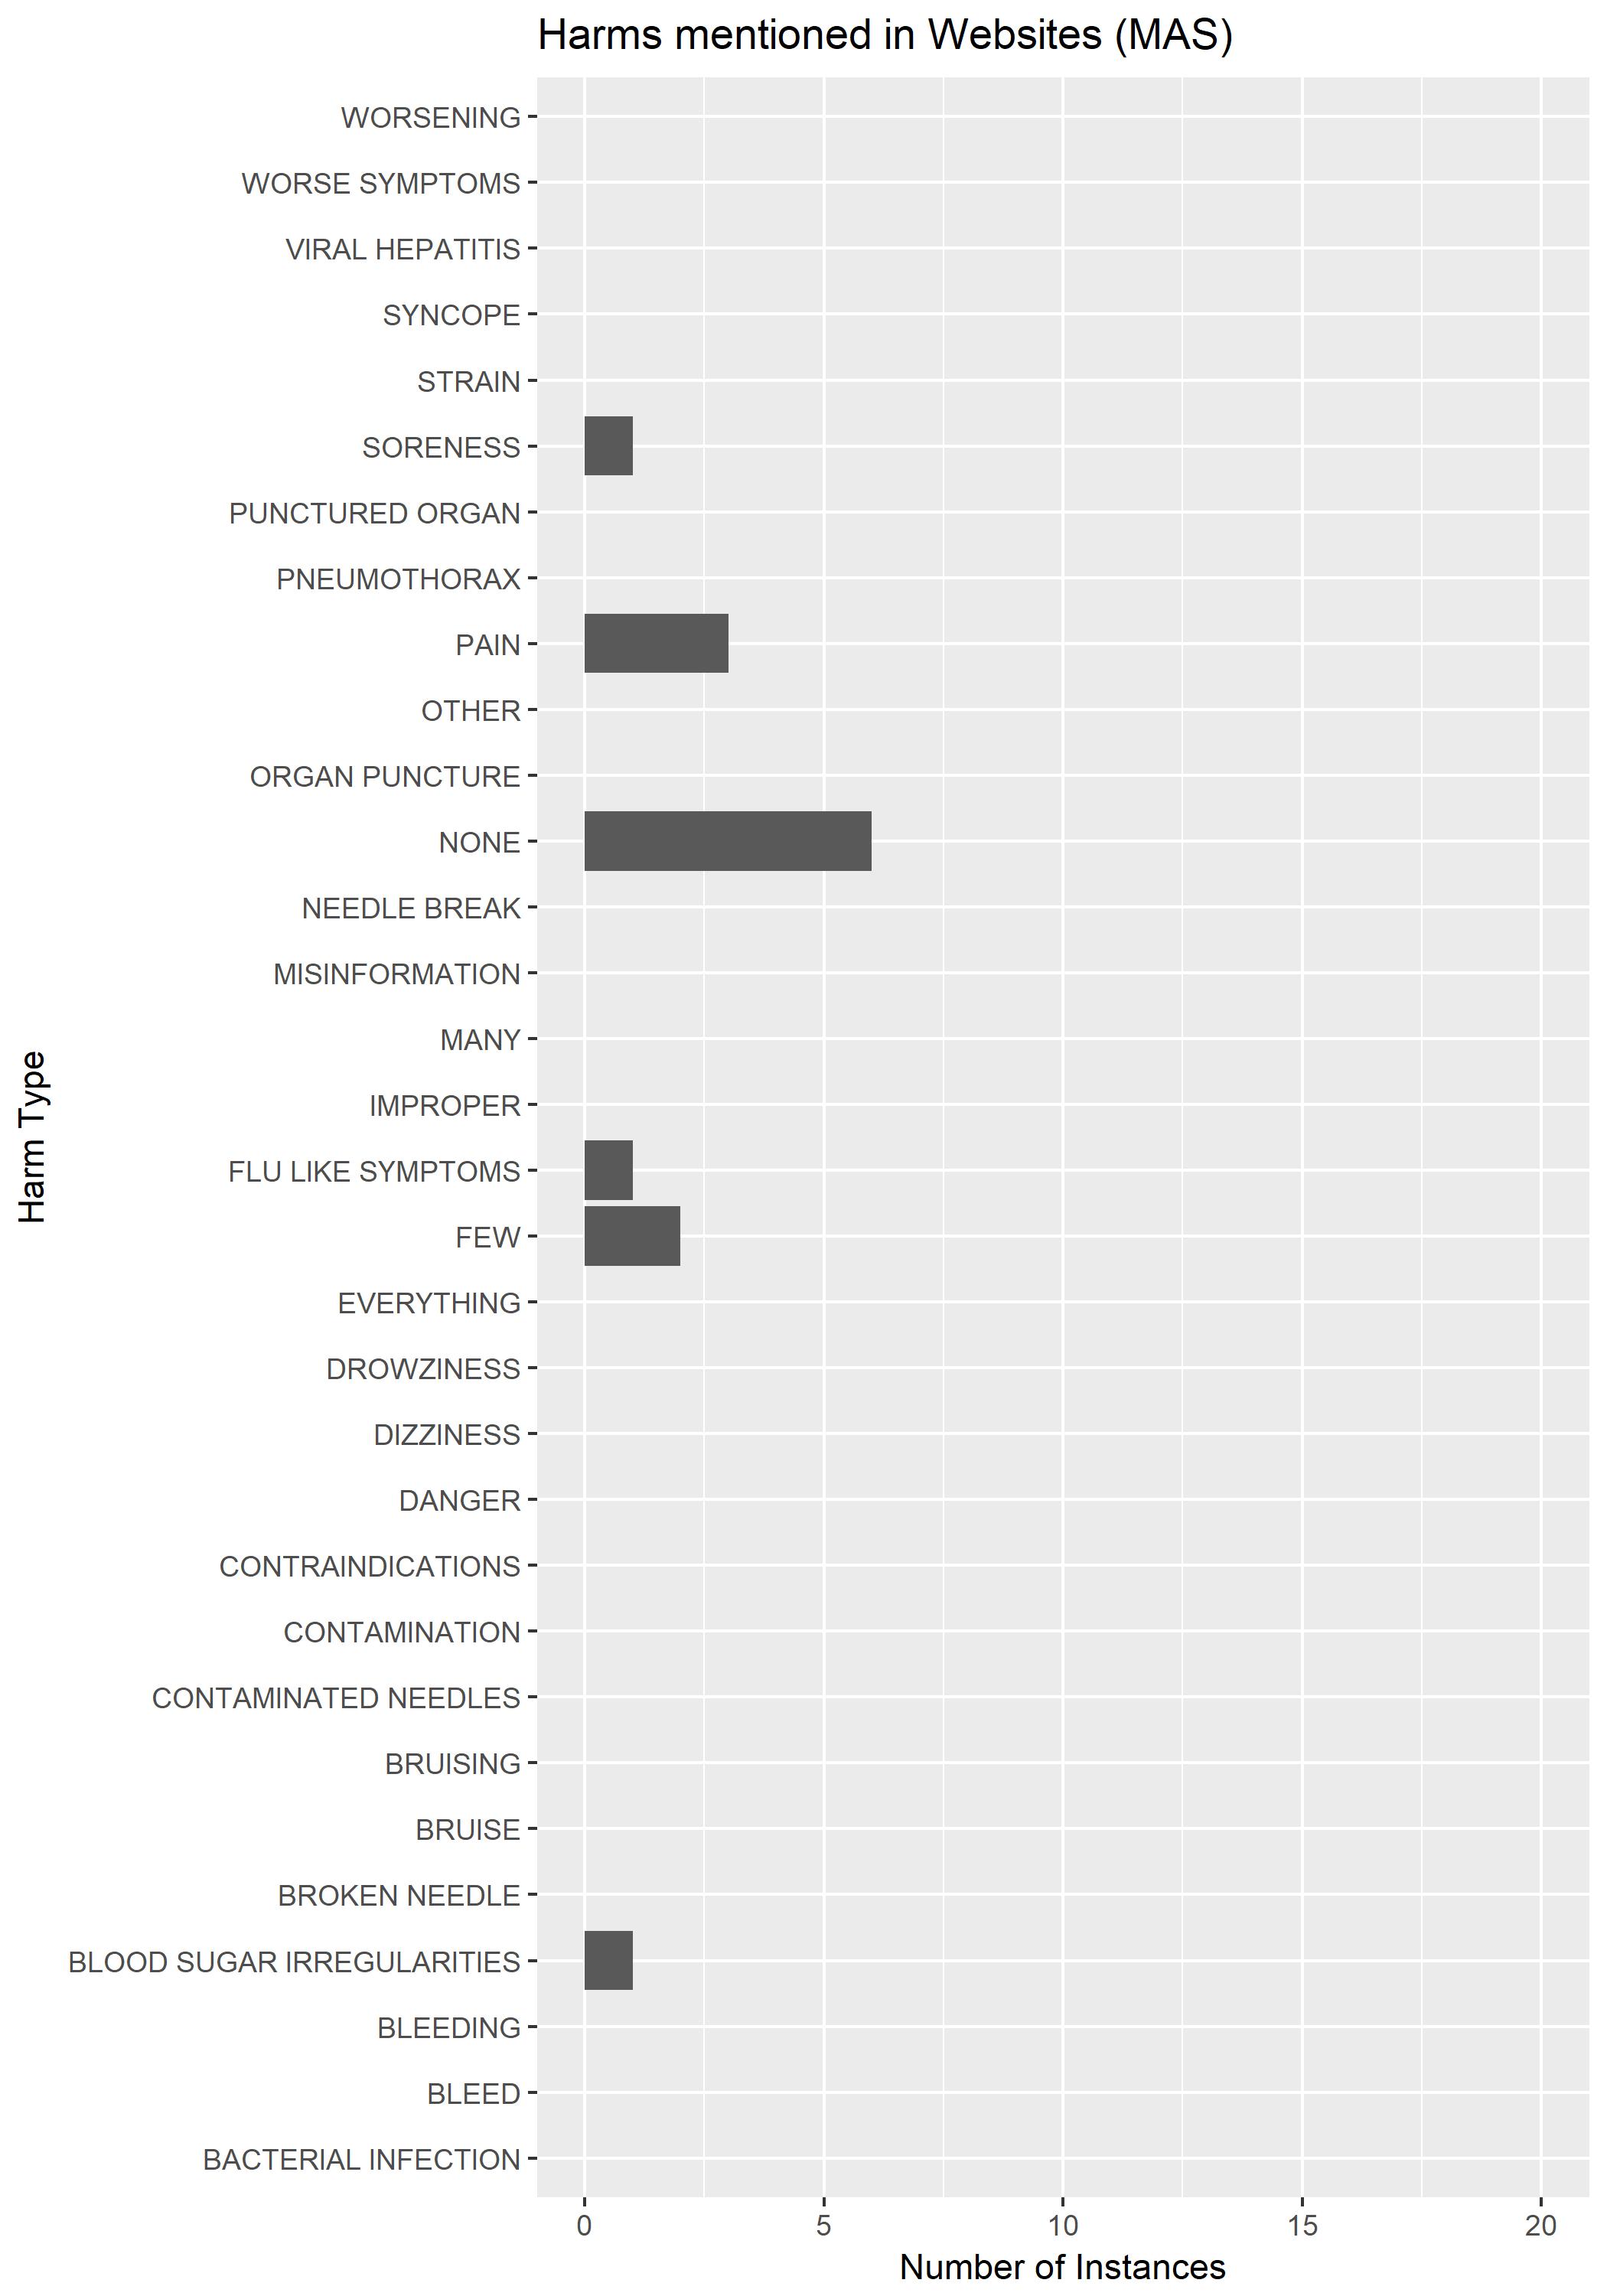 Harms mentioned in Websites (MAS)
WORSENING
WORSE SYMPTOMS
VIRAL HEPATITIS
SYNCOPE
STRAIN
SORENESS
PUNCTURED ORGAN
PNEUMOTHORAX
PAIN
OTHER
ORGAN PUNCTURE
NONE
NEEDLE BREAK
MISINFORMATION
MANY
IMPROPER
FLU LIKE SYMPTOMS
FEW
EVERYTHING
DROWZINESS
DIZZINESS
DANGER
CONTRAINDICATIONS
CONTAMINATION
CONTAMINATED NEEDLES
BRUISING
BRUISE
BROKEN NEEDLE
BLOOD SUGAR IRREGULARITIES
BLEEDING
BLEED
BACTERIAL INFECTION
Harm Type
0 5 10 15 20
Number of Instances